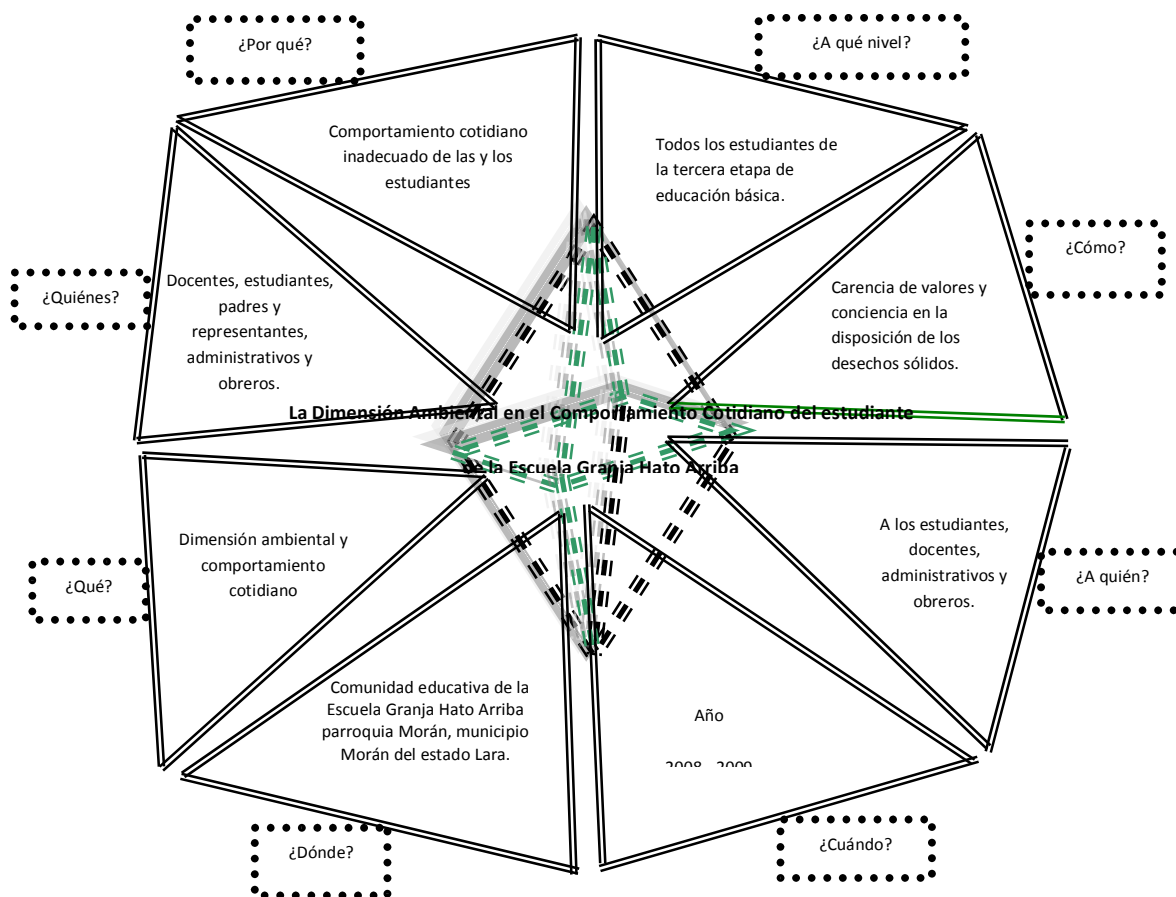 ¿Por qué?
¿A qué nivel?
Comportamiento cotidiano
inadecuado de las y los
estudiantes
Todos los estudiantes de
la tercera etapa de
educación básica.
¿Cómo?
¿Quiénes?
Docentes, estudiantes,
padres y
representantes,
administrativos y
obreros.
Carencia de valores y
conciencia en la
disposición de los
desechos sólidos.
La Dimensión Ambiental en el Comportamiento Cotidiano del estudiante
de la Escuela Granja Hato Arriba
¿Qué?
Dimensión ambiental y
comportamiento
cotidiano
A los estudiantes,
docentes,
administrativos y
obreros.
¿A quién?
Comunidad educativa de la
Escuela Granja Hato Arriba
parroquia Morán, municipio
Morán del estado Lara.
Año
2008 - 2009
¿Dónde?
¿Cuándo?